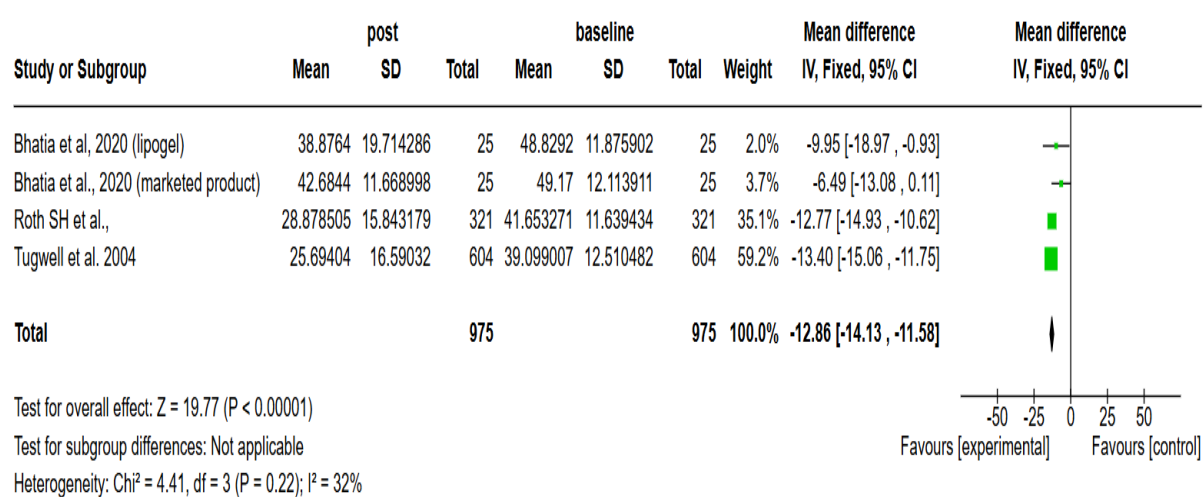 post baseline Mean difference Mean difference
Study or Subgroup Mean SD Total Mean SD Total Weight IV, Fixed, 95% CI IV, Fixed, 95% CI
Bhatia et al, 2020 (lipogel) 38.8764 19.714286 25 48.8292 11.875902 25 2.0% -9.95 [-18.97 , -0.93]
Bhatia et al., 2020 (marketed product) 42.6844 11.668998 25 49.17 12.113911 25 3.7% -6.49 [-13.08 , 0.11]
Roth SH et al., 28.878505 15.843179 321 41.653271 11.639434 321 35.1% -12.77 [-14.93 , -10.62]
Tugwell et al. 2004 25.69404 16.59032 604 39.099007 12.510482 604 59.2% -13.40 [-15.06 , -11.75]
Total 975 975 100.0% -12.86 [-14.13 , -11.58]
Test for overall effect: Z = 19.77 (P < 0.00001)
Test for subgroup differences: Not applicable
Heterogeneity: Chi² = 4.41, df = 3 (P = 0.22); I² = 32%
-50 -25 0 25 50
Favours [experimental] Favours [control]